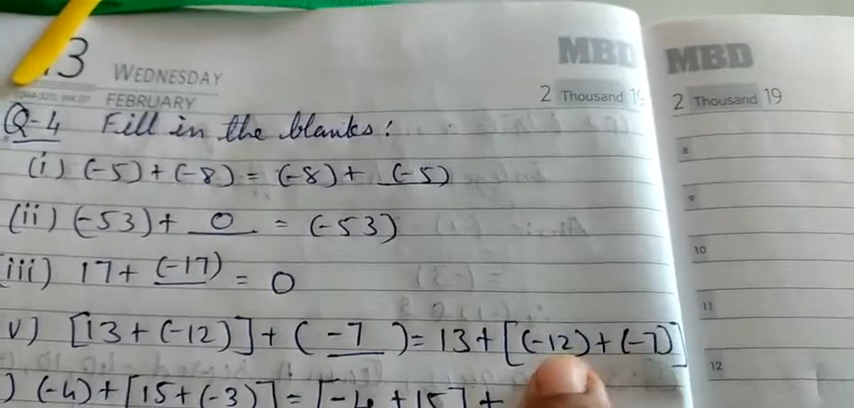 3 WEDNESDAY
FEBRUARY
MBD
2 Thousand 19
MBD
2 Thousand 19
Q-4 Fill in the blanks:
(i) (-5)+(-8) = (-8)+ (-5)
(ii) (-53)+ 0 = (-53)
iii) 17+ (-17) = 0
v) [13+(-12)]+( -7 )= 13+[(-12)+(-7)]
) (-4)+[15+(-3)]=[-4 +15]+
8
9
10
11
12